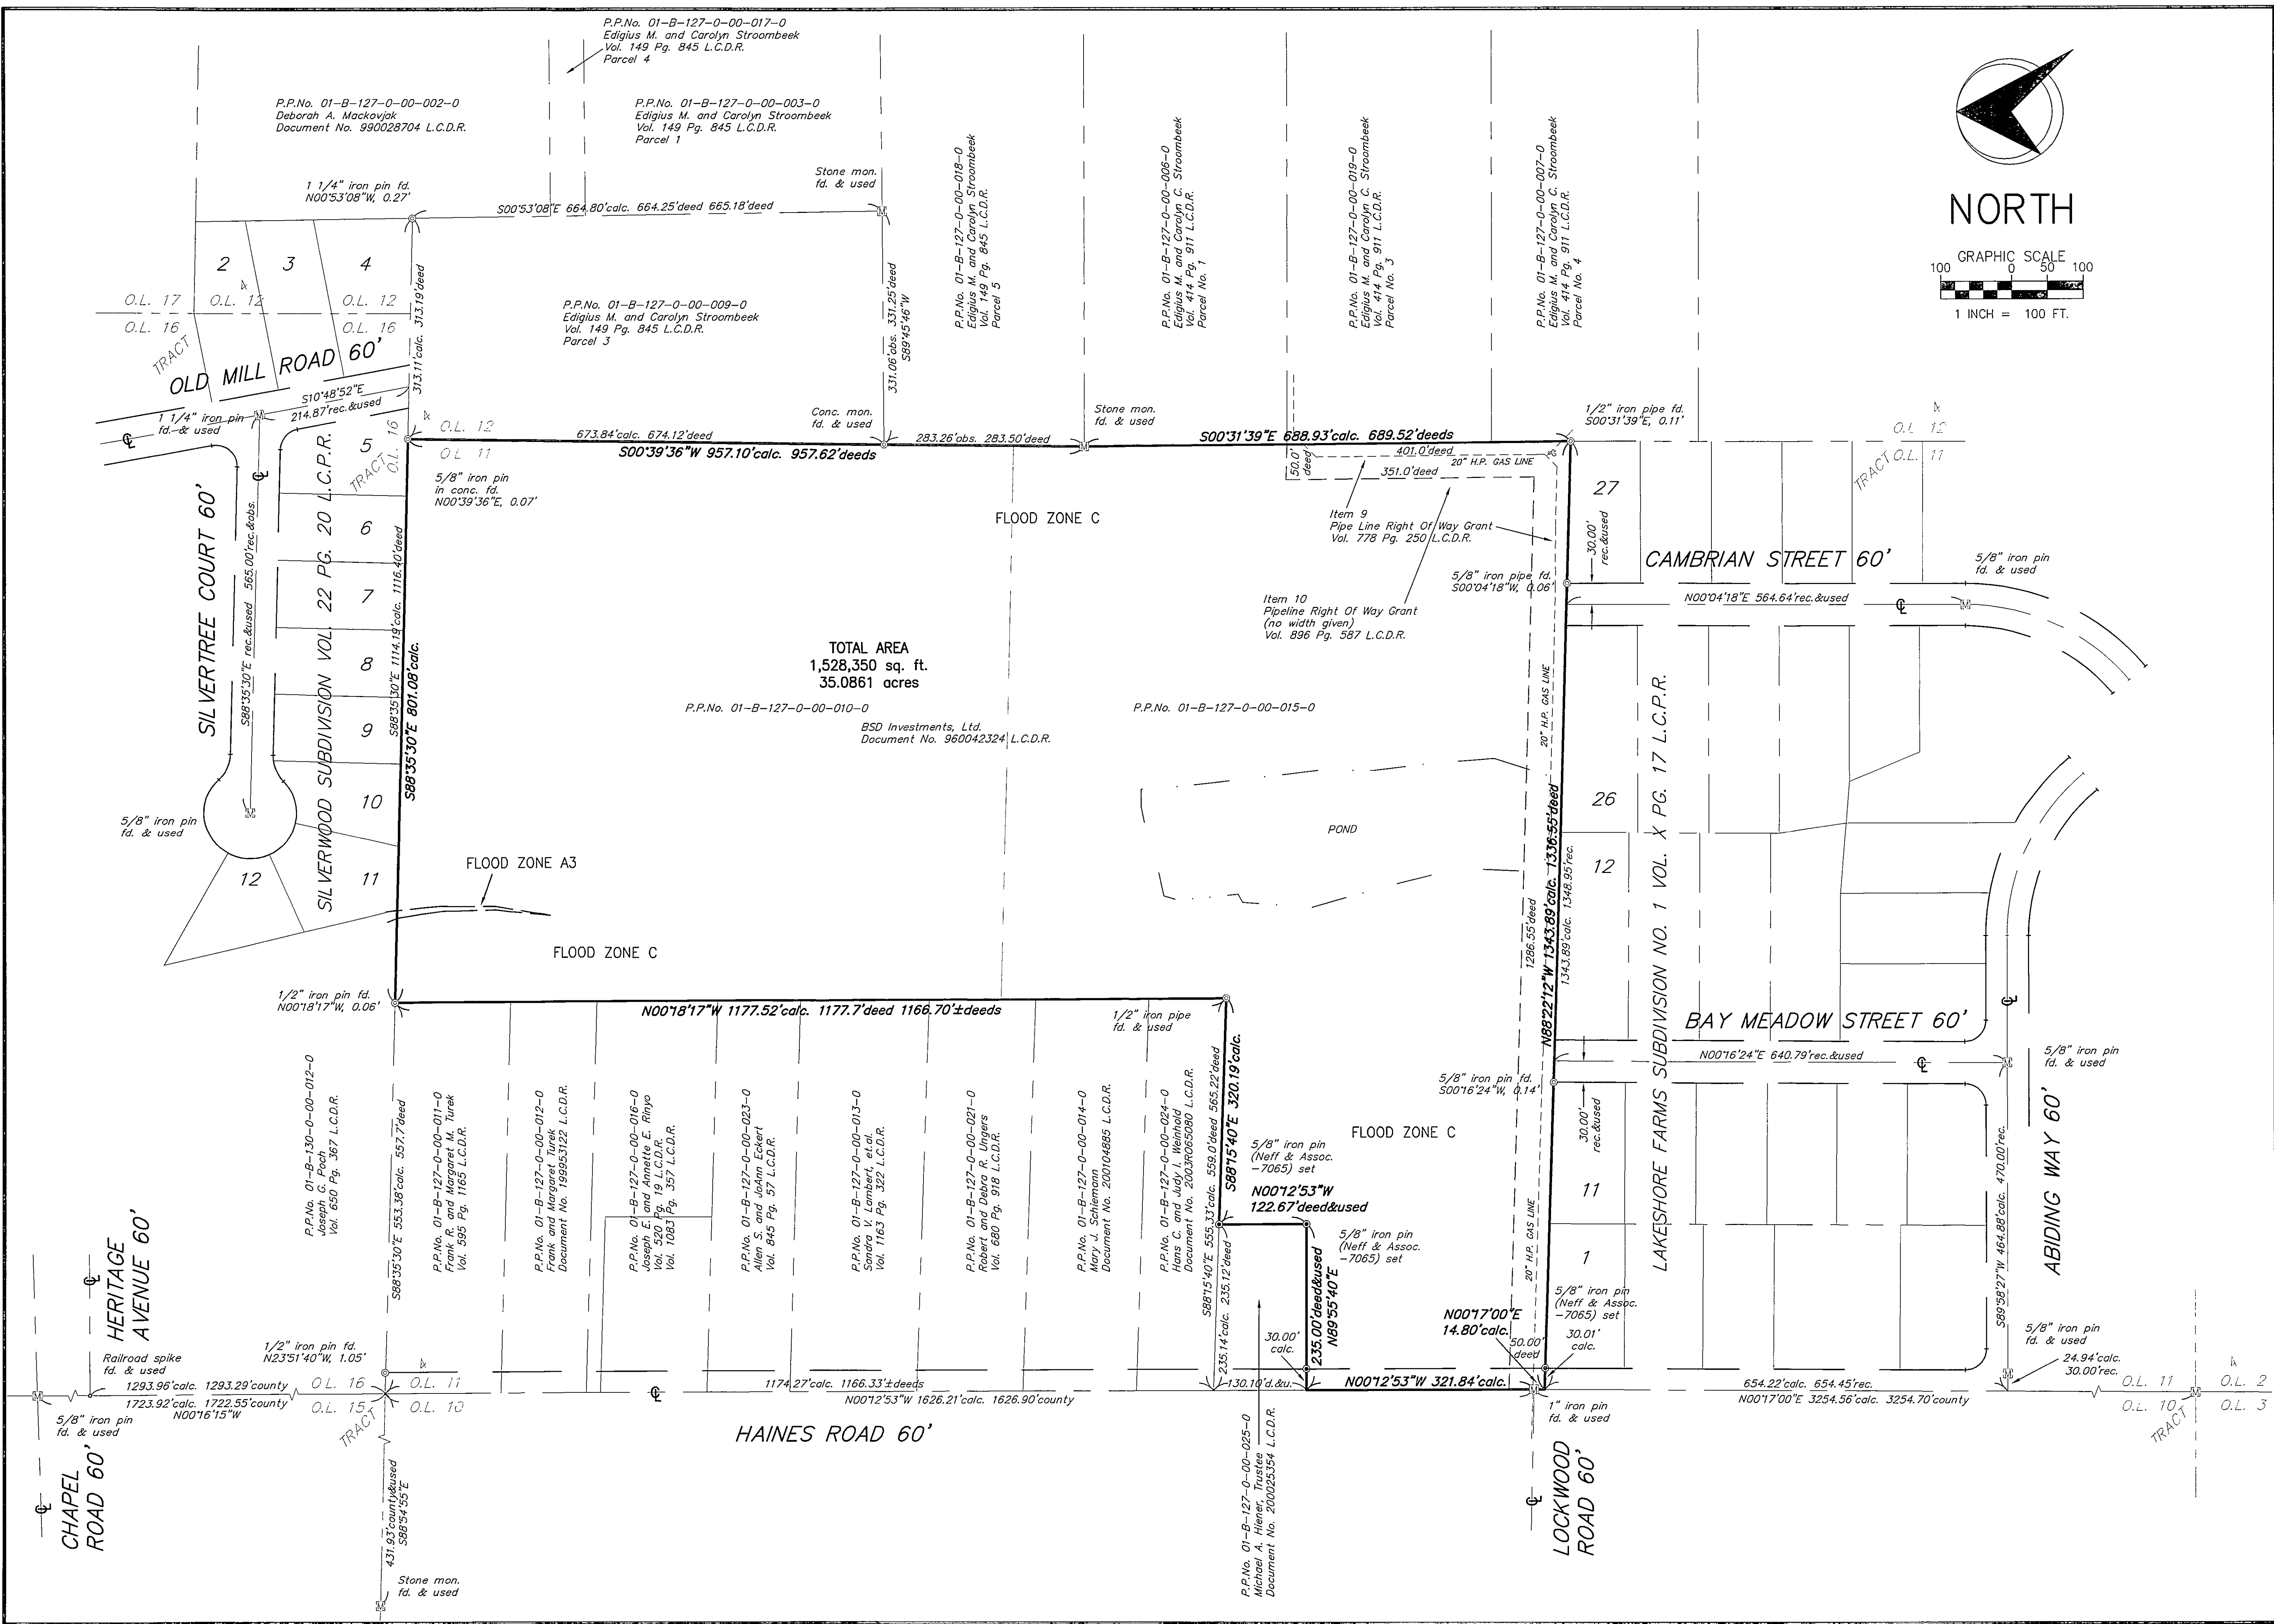 P.P.No. 01-B-127-0-00-017-0
Edigius M. and Carolyn Stroombeek
Vol. 149 Pg. 845 L.C.D.R.
Parcel 4
P.P.No. 01-B-127-0-00-002-0
Deborah A. Mackovjak
Document No. 990028704 L.C.D.R.
P.P.No. 01-B-127-0-00-003-0
Edigius M. and Carolyn Stroombeek
Vol. 149 Pg. 845 L.C.D.R.
Parcel 1
NORTH
GRAPHIC SCALE
100 0 50 100
1 INCH = 100 FT.
1 1/4" iron pin fd.
N00°53'08"W, 0.27'
Stone mon.
fd. & used
S00°53'08"E 664.80'calc. 664.25'deed 665.18'deed
P.P.No. 01-B-127-0-00-018-0
Edigius M. and Carolyn Stroombeek
Vol. 149 Pg. 845 L.C.D.R.
Parcel 5
P.P.No. 01-B-127-0-00-006-0
Edigius M. and Carolyn C. Stroombeek
Vol. 414 Pg. 911 L.C.D.R.
Parcel No. 1
P.P.No. 01-B-127-0-00-019-0
Edigius M. and Carolyn C. Stroombeek
Vol. 414 Pg. 911 L.C.D.R.
Parcel No. 3
P.P.No. 01-B-127-0-00-007-0
Edigius M. and Carolyn C. Stroombeek
Vol. 414 Pg. 911 L.C.D.R.
Parcel No. 4
2
3
4
O.L. 17
O.L. 12
O.L. 12
O.L. 16
O.L. 16
TRACT
4
313.11'calc. 313.19'deed
P.P.No. 01-B-127-0-00-009-0
Edigius M. and Carolyn Stroombeek
Vol. 149 Pg. 845 L.C.D.R.
Parcel 3
331.06'obs. 331.25'deed
S89°45'46"W
OLD MILL ROAD 60'
S10°48'52"E
214.87'rec.&used
1 1/4" iron pin
fd. & used
O.L. 12
O.L. 11
O.L. 16
TRACT
4
5
673.84'calc. 674.12'deed
S00°39'36"W 957.10'calc. 957.62'deeds
Conc. mon.
fd. & used
283.26'obs. 283.50'deed
Stone mon.
fd. & used
S00°31'39"E 688.93'calc. 689.52'deeds
1/2" iron pipe fd.
S00°31'39"E, 0.11'
4
O.L. 12
O.L. 11
TRACT
5/8" iron pin
in conc. fd.
N00°39'36"E, 0.07'
50.0'
deed
401.0'deed
20" H.P. GAS LINE
351.0'deed
27
FLOOD ZONE C
Item 9
Pipe Line Right Of Way Grant
Vol. 778 Pg. 250 L.C.D.R.
30.00'
rec.&used
CAMBRIAN STREET 60'
5/8" iron pin
fd. & used
5/8" iron pipe fd.
S00°04'18"W, 0.06'
N00°04'18"E 564.64'rec.&used
Item 10
Pipeline Right Of Way Grant
(no width given)
Vol. 896 Pg. 587 L.C.D.R.
SILVERTREE COURT 60'
S88°35'30"E rec.&used 565.00'rec.&obs.
SILVERWOOD SUBDIVISION VOL. 22 PG. 20 L.C.P.R.
6
7
8
9
10
11
12
S88°35'30"E 1114.19'calc. 1116.40'deed
S88°35'30"E 801.08'calc.
TOTAL AREA
1,528,350 sq. ft.
35.0861 acres
P.P.No. 01-B-127-0-00-010-0
P.P.No. 01-B-127-0-00-015-0
BSD Investments, Ltd.
Document No. 960042324 L.C.D.R.
POND
20" H.P. GAS LINE
1286.55'deed
N88°22'12"W 1343.89'calc. 1336.55'deed
1343.89'calc. 1348.95'rec.
26
12
LAKESHORE FARMS SUBDIVISION NO. 1 VOL. X PG. 17 L.C.P.R.
5/8" iron pin
fd. & used
FLOOD ZONE A3
FLOOD ZONE C
1/2" iron pin fd.
N00°18'17"W, 0.06'
N00°18'17"W 1177.52'calc. 1177.7'deed 1166.70'±deeds
1/2" iron pipe
fd. & used
BAY MEADOW STREET 60'
N00°16'24"E 640.79'rec.&used
5/8" iron pin
fd. & used
5/8" iron pin fd.
S00°16'24"W, 0.14'
30.00'
rec.&used
P.P.No. 01-B-130-0-00-012-0
Joseph G. Poch
Vol. 650 Pg. 367 L.C.D.R.
S88°35'30"E 553.38'calc. 557.7'deed
P.P.No. 01-B-127-0-00-011-0
Frank R. and Margaret M. Turek
Vol. 595 Pg. 1165 L.C.D.R.
P.P.No. 01-B-127-0-00-012-0
Frank and Margaret Turek
Document No. 199953122 L.C.D.R.
P.P.No. 01-B-127-0-00-016-0
Joseph E. and Annette E. Rinyo
Vol. 520 Pg. 19 L.C.D.R.
Vol. 1083 Pg. 357 L.C.D.R.
P.P.No. 01-B-127-0-00-023-0
Allen S. and JoAnn Eckert
Vol. 845 Pg. 57 L.C.D.R.
P.P.No. 01-B-127-0-00-013-0
Sandra V. Lambert, et.al.
Vol. 1163 Pg. 322 L.C.D.R.
P.P.No. 01-B-127-0-00-021-0
Robert and Debra R. Ungers
Vol. 680 Pg. 918 L.C.D.R.
P.P.No. 01-B-127-0-00-014-0
Mary J. Schiemann
Document No. 200104885 L.C.D.R.
P.P.No. 01-B-127-0-00-024-0
Hans C. and Judy I. Weinhold
Document No. 2003R065080 L.C.D.R.
S88°15'40"E 555.33'calc. 559.0'deed 565.22'deed
S88°15'40"E 320.19'calc.
235.14'calc. 235.12'deed
FLOOD ZONE C
5/8" iron pin
(Neff & Assoc.
-7065) set
N00°12'53"W
122.67'deed&used
5/8" iron pin
(Neff & Assoc.
-7065) set
235.00'deed&used
N89°55'40"E
30.00'
calc.
20" H.P. GAS LINE
N00°17'00"E
14.80'calc.
50.00'
deed
5/8" iron pin
(Neff & Assoc.
-7065) set
30.01'
calc.
11
1
ABIDING WAY 60'
S89°58'27"W 464.88'calc. 470.00'rec.
5/8" iron pin
fd. & used
24.94'calc.
30.00'rec.
HERITAGE
AVENUE 60'
Railroad spike
fd. & used
1/2" iron pin fd.
N23°51'40"W, 1.05'
1293.96'calc. 1293.29'county
1723.92'calc. 1722.55'county
N00°16'15"W
O.L. 16
O.L. 11
O.L. 15
O.L. 10
TRACT
4
1174.27'calc. 1166.33'±deeds
N00°12'53"W 1626.21'calc. 1626.90'county
130.10'd.&u.
N00°12'53"W 321.84'calc.
654.22'calc. 654.45'rec.
N00°17'00"E 3254.56'calc. 3254.70'county
4
O.L. 11
O.L. 2
O.L. 10
O.L. 3
TRACT
5/8" iron pin
fd. & used
1" iron pin
fd. & used
HAINES ROAD 60'
CHAPEL
ROAD 60'
431.93'county&used
S88°54'55"E
Stone mon.
fd. & used
P.P.No. 01-B-127-0-00-025-0
Michael A. Hiener, Trustee
Document No. 200025354 L.C.D.R.
LOCKWOOD
ROAD 60'